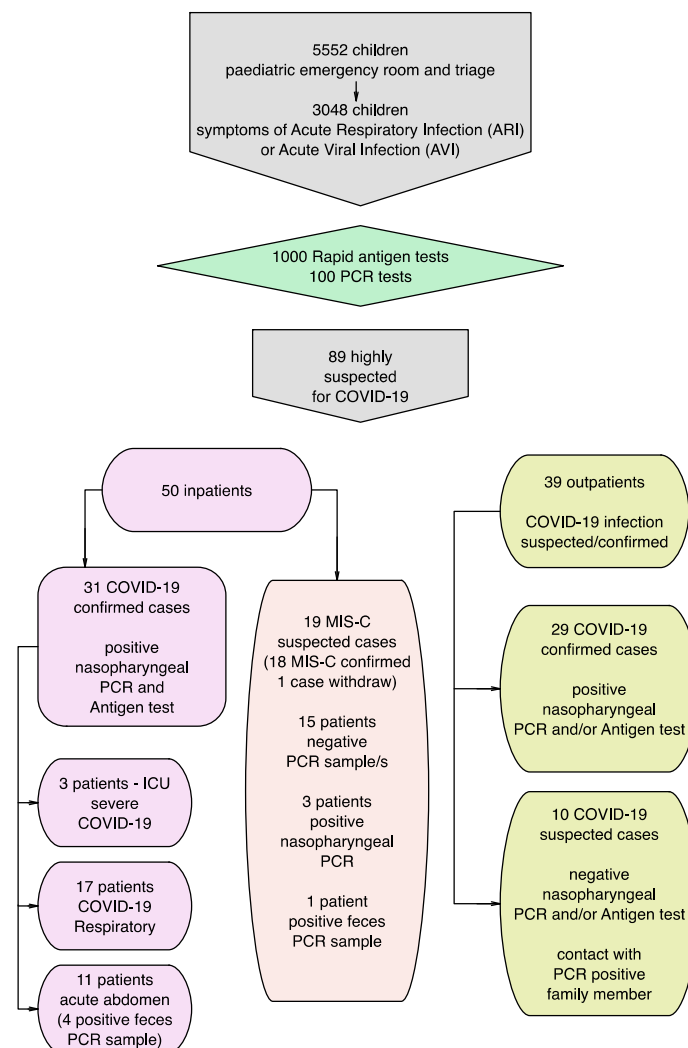 5552 children
paediatric emergency room and triage
3048 children
symptoms of Acute Respiratory Infection (ARI)
or Acute Viral Infection (AVI)
1000 Rapid antigen tests
100 PCR tests
89 highly
suspected
for COVID-19
50 inpatients
31 COVID-19
confirmed cases
positive
nasopharyngeal
PCR and
Antigen test
3 patients - ICU
severe
COVID-19
17 patients
COVID-19
Respiratory
11 patients
acute abdomen
(4 positive feces
PCR sample)
19 MIS-C
suspected cases
(18 MIS-C confirmed
1 case withdraw)
15 patients
negative
PCR sample/s
3 patients
positive
nasopharyngeal
PCR
1 patient
positive feces
PCR sample
39 outpatients
COVID-19 infection
suspected/confirmed
29 COVID-19
confirmed cases
positive
nasopharyngeal
PCR and/or Antigen test
10 COVID-19
suspected cases
negative
nasopharyngeal
PCR and/or Antigen test
contact with
PCR positive
family member